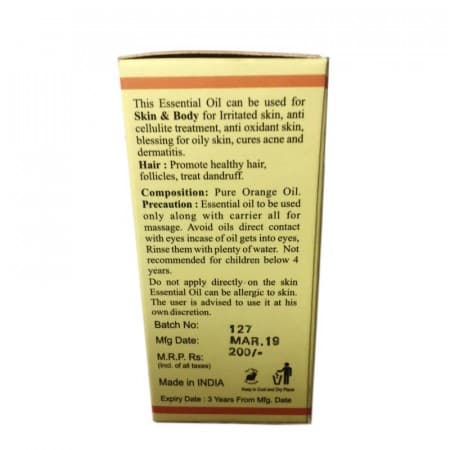 This Essential Oil can be used for
Skin & Body for Irritated skin, anti
cellulite treatment, anti oxidant skin,
blessing for oily skin, cures acne and
dermatitis.
Hair : Promote healthy hair,
follicles, treat dandruff.
Composition: Pure Orange Oil.
Precaution : Essential oil to be used
only along with carrier all for
massage. Avoid oils direct contact
with eyes incase of oil gets into eyes,
Rinse them with plenty of water. Not
recommended for children below 4
years.
Do not apply directly on the skin
Essential Oil can be allergic to skin.
The user is advised to use it at his
own discretion.
Batch No: 127
Mfg Date: MAR.19
M.R.P. Rs: 200/-
(Incl. of all taxes)
Made in INDIA
Keep in Cool and Dry Place
Expiry Date : 3 Years From Mfg. Date